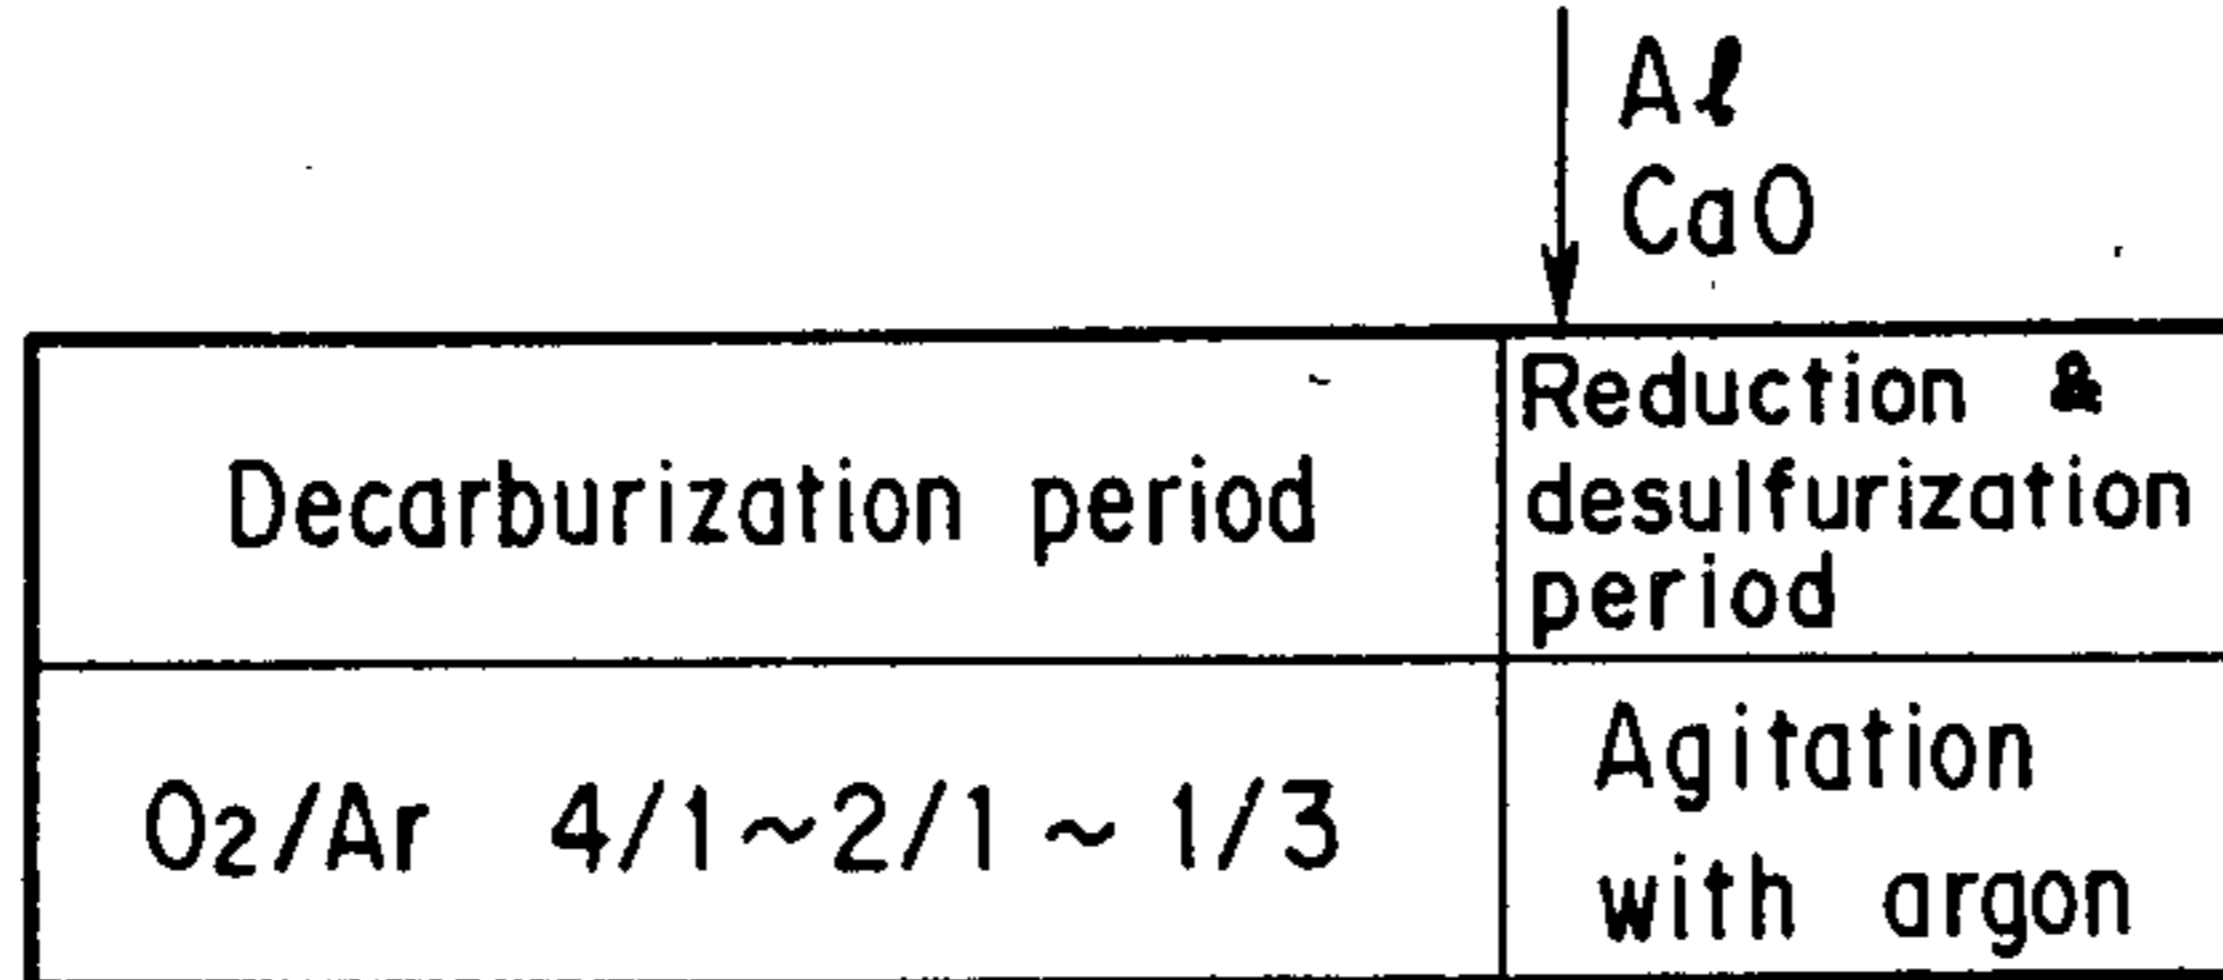 Aℓ
CaO
Decarburization period
Reduction &
desulfurization
period
O2/Ar 4/1~2/1 ~ 1/3
Agitation
with argon